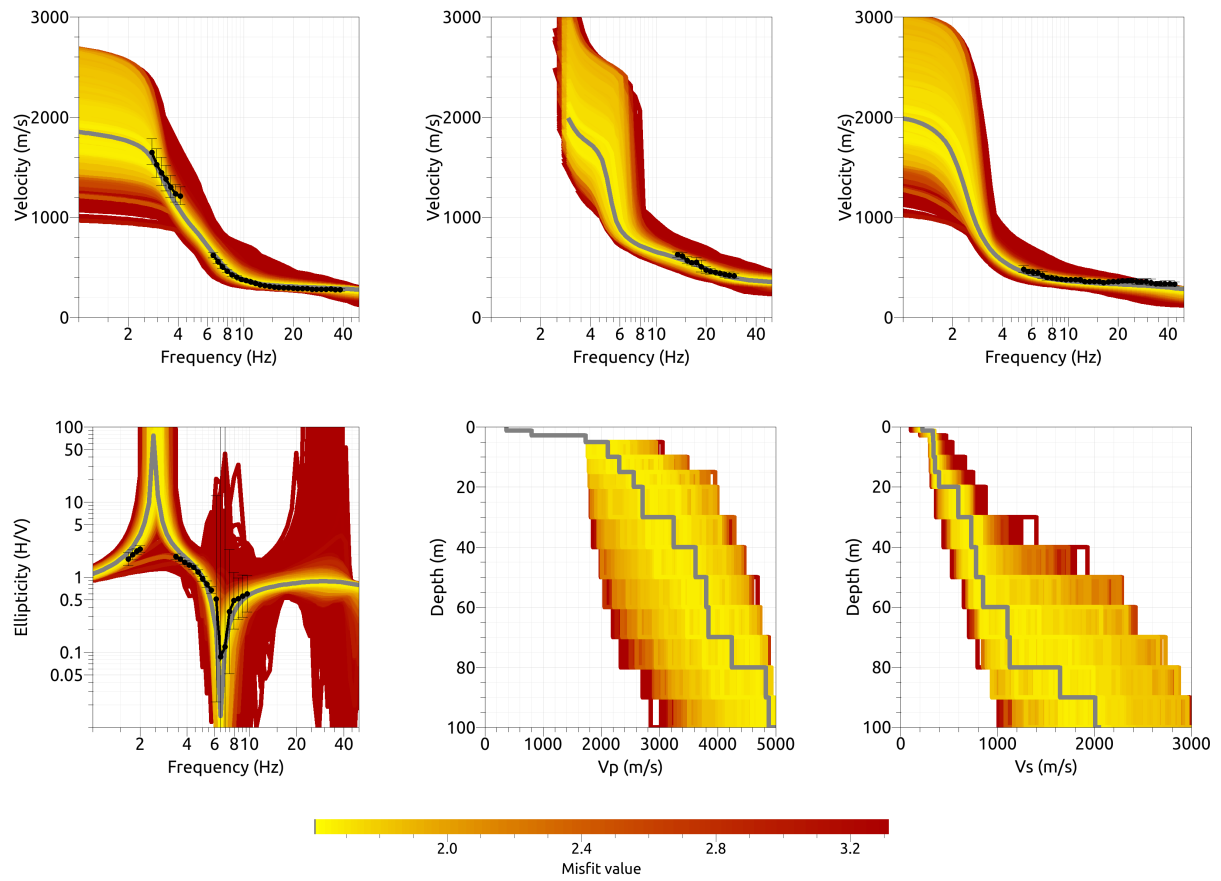 3000
2000
1000
0
Velocity (m/s)
2 4 6 8 10 20 40
Frequency (Hz)
3000
2000
1000
0
Velocity (m/s)
2 4 6 8 10 20 40
Frequency (Hz)
3000
2000
1000
0
Velocity (m/s)
2 4 6 8 10 20 40
Frequency (Hz)
100
50
10
5
1
0.5
0.1
0.05
Ellipticity (H/V)
2 4 6 8 10 20 40
Frequency (Hz)
0
20
40
60
80
100
Depth (m)
0 1000 2000 3000 4000 5000
Vp (m/s)
0
20
40
60
80
100
Depth (m)
0 1000 2000 3000
Vs (m/s)
2.0 2.4 2.8 3.2
Misfit value